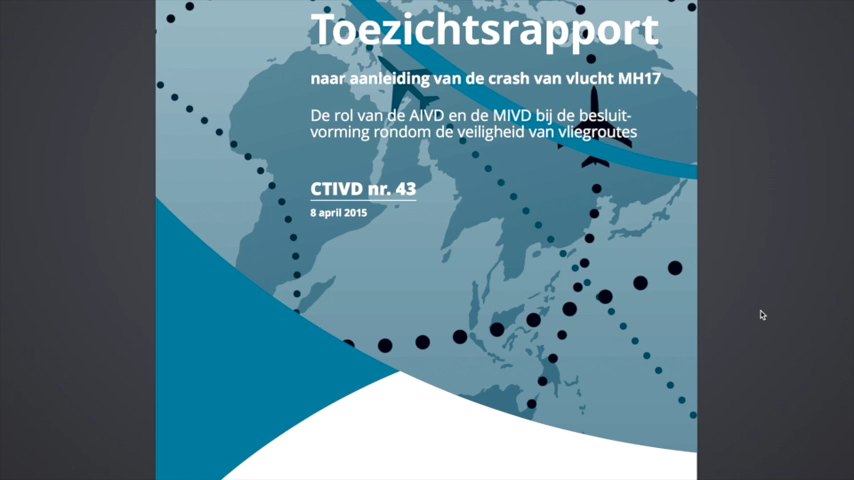 Toezichtsrapport
naar aanleiding van de crash van vlucht MH17
De rol van de AIVD en de MIVD bij de besluit-
vorming rondom de veiligheid van vliegroutes
CTIVD nr. 43
8 april 2015